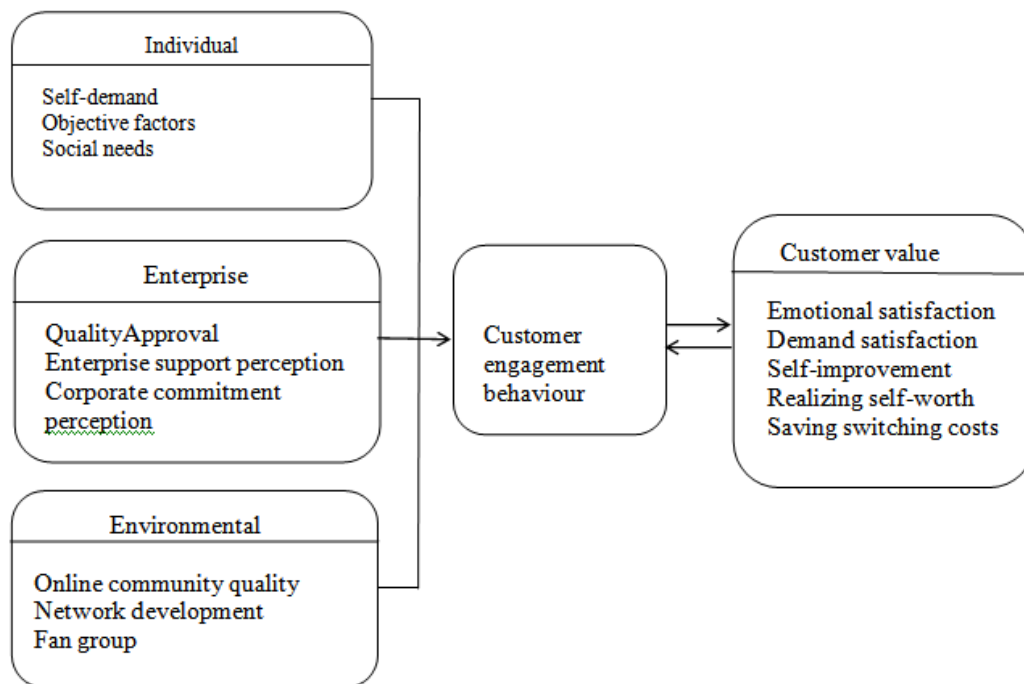 Individual
Self-demand
Objective factors
Social needs
Enterprise
QualityApproval
Enterprise support perception
Corporate commitment
perception
Environmental
Online community quality
Network development
Fan group
Customer
engagement
behaviour
Customer value
Emotional satisfaction
Demand satisfaction
Self-improvement
Realizing self-worth
Saving switching costs